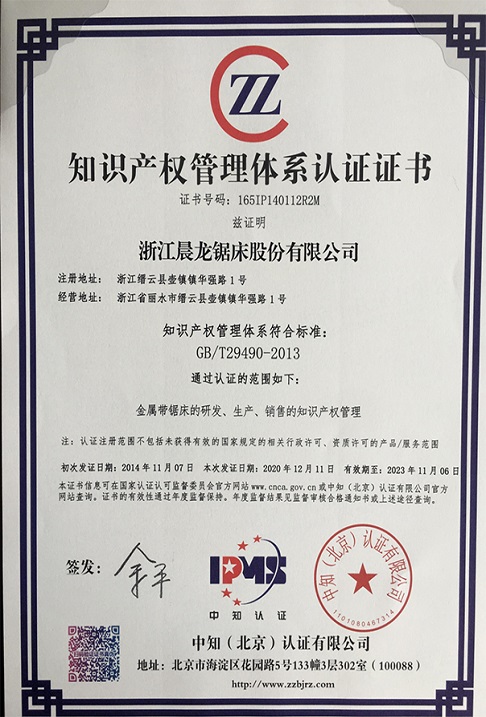 ZZ
知识产权管理体系认证证书
证书号码：165IP140112R2M
兹证明
浙江晨龙锯床股份有限公司
注册地址： 浙江缙云县壶镇镇华强路1号
经营地址： 浙江省丽水市缙云县壶镇镇华强路1号
知识产权管理体系符合标准：
GB/T29490-2013
通过认证的范围如下：
金属带锯床的研发、生产、销售的知识产权管理
注：认证注册范围不包括未获得有效的国家规定的相关行政许可、资质许可的产品/服务范围
初次发证日期：2014年11月07日 本次发证日期：2020年12月11日 有效期至：2023年11月06日
本证书信息可在国家认证认可监督委员会官方网站www.cnca.gov.cn或中知（北京）认证有限公司官方
网站查询。证书的有效性通过年度监督保持。年度监督结果见监督审核合格通知书或上述途径查询。
签发：
IPMS
中知认证
中知（北京）认证有限公司
1101080467314
中知（北京）认证有限公司
地址：北京市海淀区花园路5号133幢3层302室（100088）
http://www.zzbjrz.com